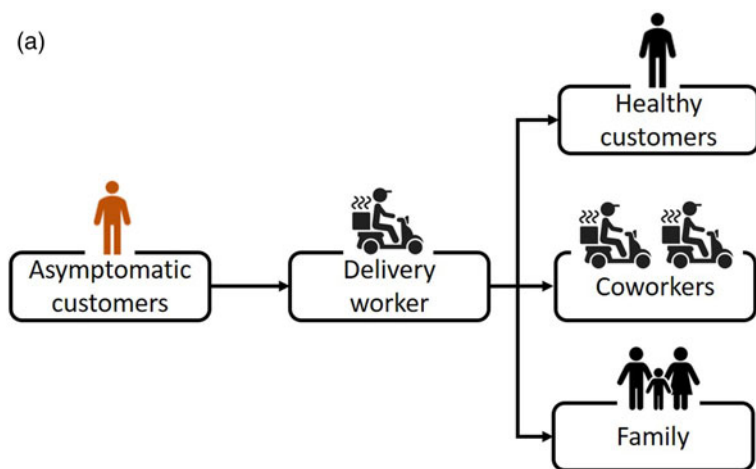 (a)
Asymptomatic
customers
Delivery
worker
Healthy
customers
Coworkers
Family